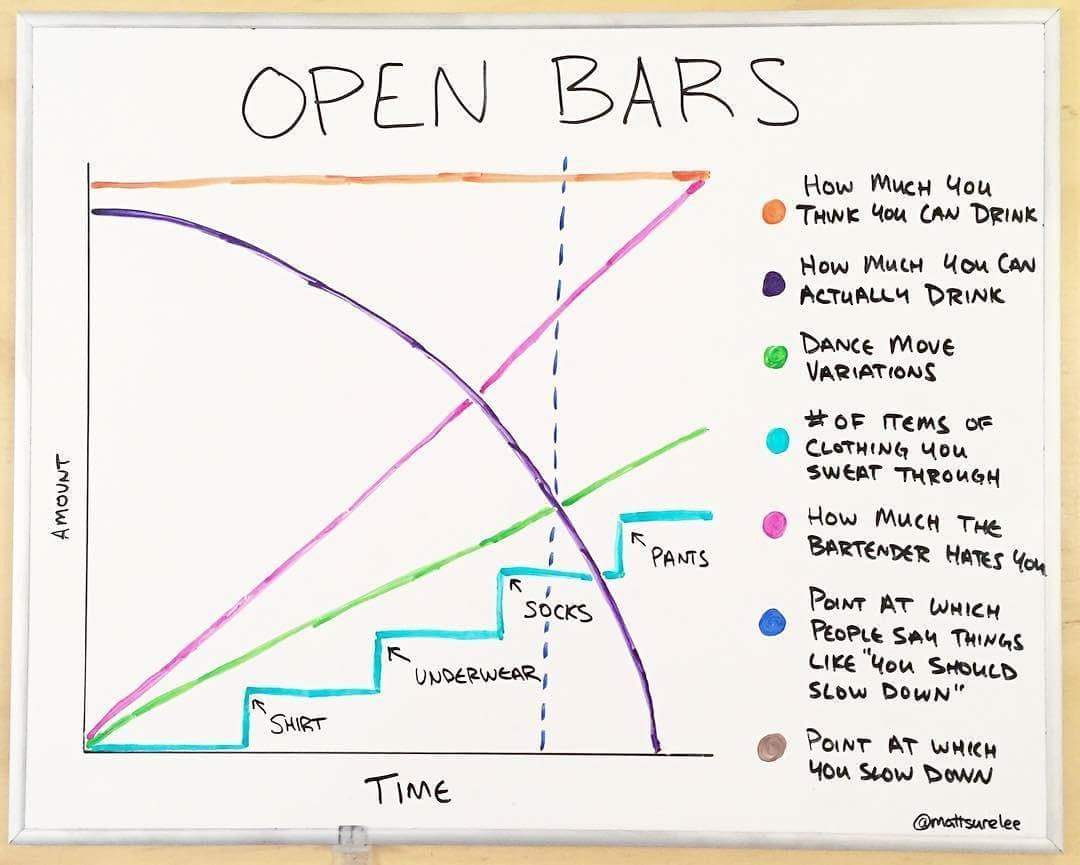 OPEN BARS
AMOUNT
TIME
SHIRT
UNDERWEAR
SOCKS
PANTS
HOW MUCH YOU
THINK YOU CAN DRINK
HOW MUCH YOU CAN
ACTUALLY DRINK
DANCE MOVE
VARIATIONS
# OF ITEMS OF
CLOTHING YOU
SWEAT THROUGH
HOW MUCH THE
BARTENDER HATES YOU
POINT AT WHICH
PEOPLE SAY THINGS
LIKE "YOU SHOULD
SLOW DOWN"
POINT AT WHICH
YOU SLOW DOWN
@mattsurelee